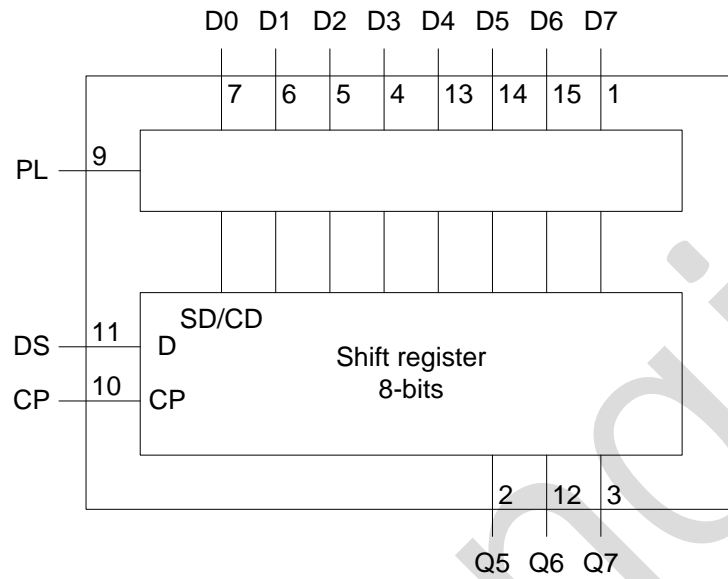 D0 D1 D2 D3 D4 D5 D6 D7
7 6 5 4 13 14 15 1
PL 9
SD/CD
DS 11 D
Shift register
8-bits
CP 10 CP
2 12 3
Q5 Q6 Q7